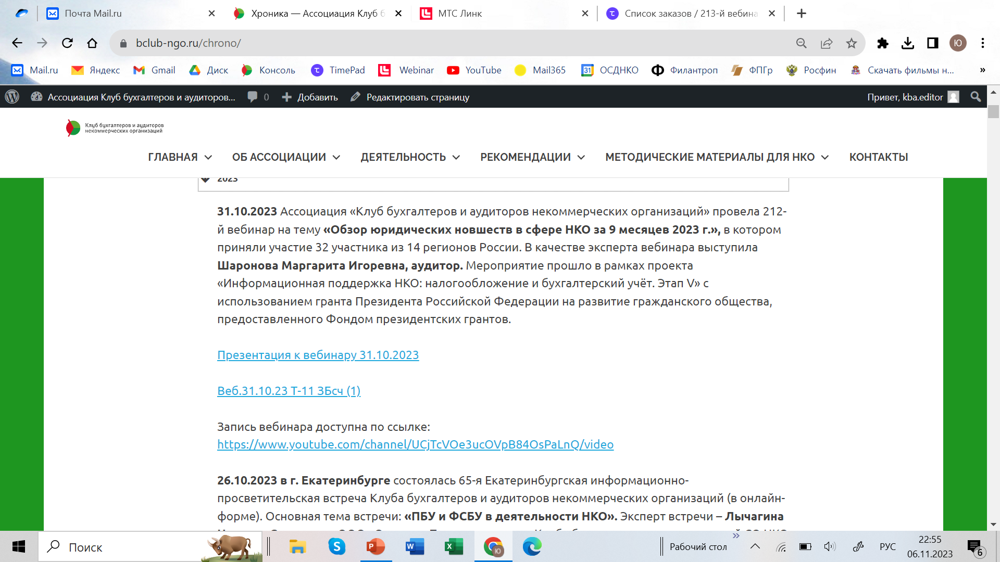 Почта Mail.ru
Хроника — Ассоциация Клуб б
МТС Линк
Список заказов / 213-й вебина
bclub-ngo.ru/chrono/
Ю
Mail.ru
Яндекс
Gmail
Диск
Консоль
TimePad
Webinar
YouTube
Mail365
31
ОСДНКО
Филантроп
ФПГр
Росфин
Скачать фильмы н...
»
Ассоциация Клуб бухгалтеров и аудиторов...
0
Добавить
Редактировать страницу
Привет, kba.editor
Клуб бухгалтеров и аудиторов
некоммерческих организаций
ГЛАВНАЯ
ОБ АССОЦИАЦИИ
ДЕЯТЕЛЬНОСТЬ
РЕКОМЕНДАЦИИ
МЕТОДИЧЕСКИЕ МАТЕРИАЛЫ ДЛЯ НКО
КОНТАКТЫ
2023
31.10.2023 Ассоциация «Клуб бухгалтеров и аудиторов некоммерческих организаций» провела 212-
й вебинар на тему «Обзор юридических новшеств в сфере НКО за 9 месяцев 2023 г.», в котором
приняли участие 32 участника из 14 регионов России. В качестве эксперта вебинара выступила
Шаронова Маргарита Игоревна, аудитор. Мероприятие прошло в рамках проекта
«Информационная поддержка НКО: налогообложение и бухгалтерский учёт. Этап V» с
использованием гранта Президента Российской Федерации на развитие гражданского общества,
предоставленного Фондом президентских грантов.
Презентация к вебинару 31.10.2023
Веб.31.10.23 Т-11 ЗБсч (1)
Запись вебинара доступна по ссылке:
https://www.youtube.com/channel/UCjTcVOe3ucOVpB84OsPaLnQ/video
26.10.2023 в г. Екатеринбурге состоялась 65-я Екатеринбургская информационно-
просветительская встреча Клуба бухгалтеров и аудиторов некоммерческих организаций (в онлайн-
форме). Основная тема встречи: «ПБУ и ФСБУ в деятельности НКО». Эксперт встречи – Лычагина
Поиск
Рабочий стол
»
РУС
22:55
06.11.2023
6